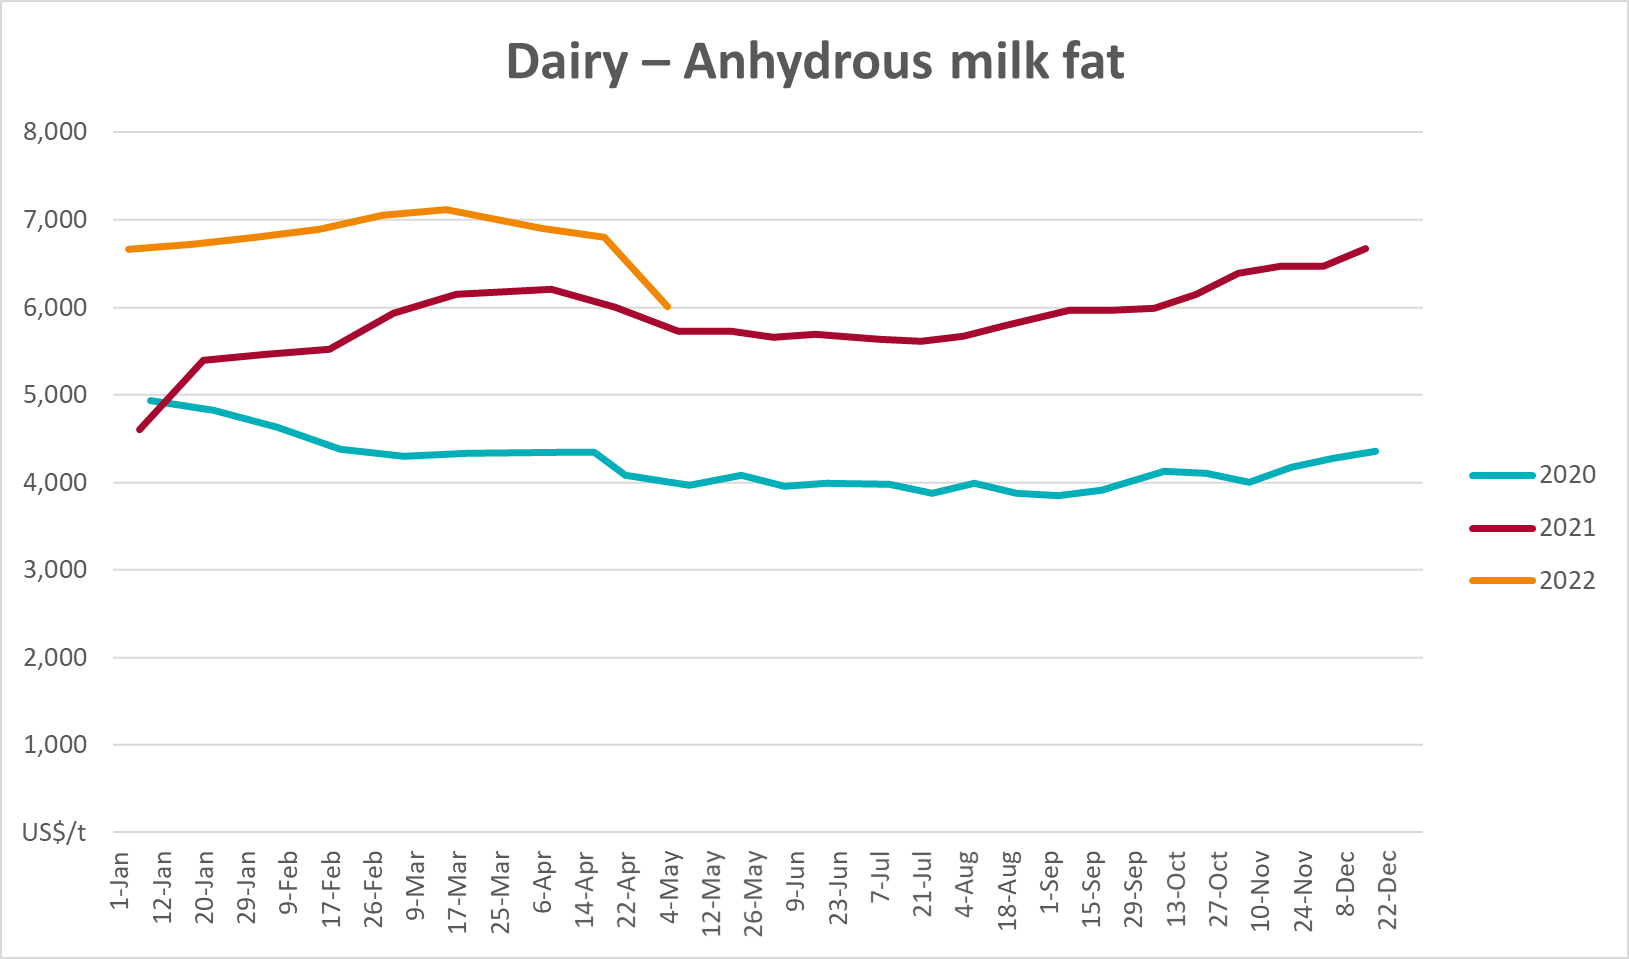 Dairy – Anhydrous milk fat
8,000
7,000
6,000
5,000
4,000
3,000
2,000
1,000
US$/t
1-Jan
12-Jan
20-Jan
29-Jan
9-Feb
17-Feb
26-Feb
9-Mar
17-Mar
25-Mar
6-Apr
14-Apr
22-Apr
4-May
12-May
26-May
9-Jun
23-Jun
7-Jul
21-Jul
4-Aug
18-Aug
1-Sep
15-Sep
29-Sep
13-Oct
27-Oct
10-Nov
24-Nov
8-Dec
22-Dec
2020
2021
2022